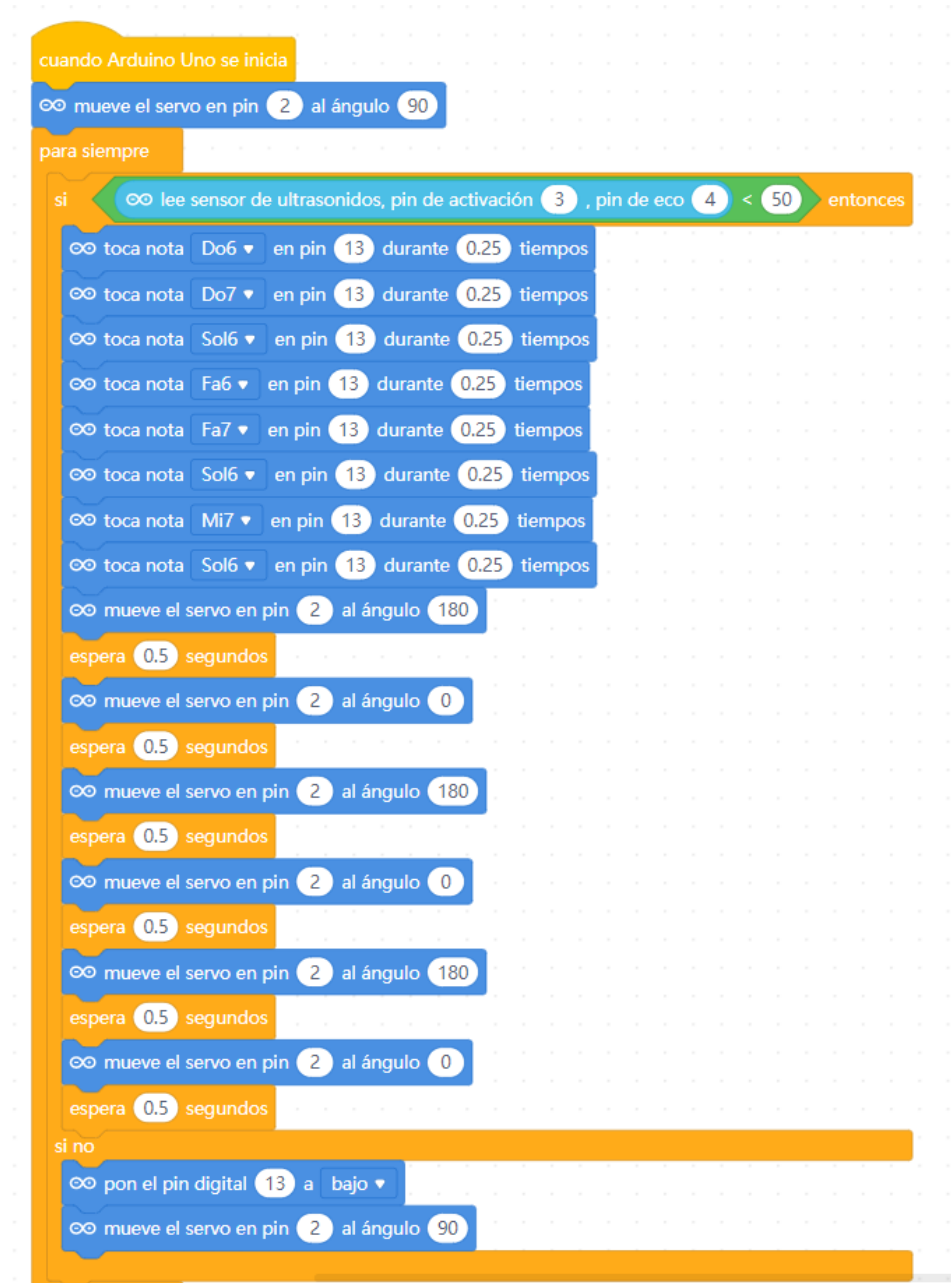 cuando Arduino Uno se inicia
mueve el servo en pin 2 al ángulo 90
para siempre
si lee sensor de ultrasonidos, pin de activación 3 , pin de eco 4 < 50 entonces
toca nota Do6 en pin 13 durante 0.25 tiempos
toca nota Do7 en pin 13 durante 0.25 tiempos
toca nota Sol6 en pin 13 durante 0.25 tiempos
toca nota Fa6 en pin 13 durante 0.25 tiempos
toca nota Fa7 en pin 13 durante 0.25 tiempos
toca nota Sol6 en pin 13 durante 0.25 tiempos
toca nota Mi7 en pin 13 durante 0.25 tiempos
toca nota Sol6 en pin 13 durante 0.25 tiempos
mueve el servo en pin 2 al ángulo 180
espera 0.5 segundos
mueve el servo en pin 2 al ángulo 0
espera 0.5 segundos
mueve el servo en pin 2 al ángulo 180
espera 0.5 segundos
mueve el servo en pin 2 al ángulo 0
espera 0.5 segundos
mueve el servo en pin 2 al ángulo 180
espera 0.5 segundos
mueve el servo en pin 2 al ángulo 0
espera 0.5 segundos
si no
pon el pin digital 13 a bajo
mueve el servo en pin 2 al ángulo 90